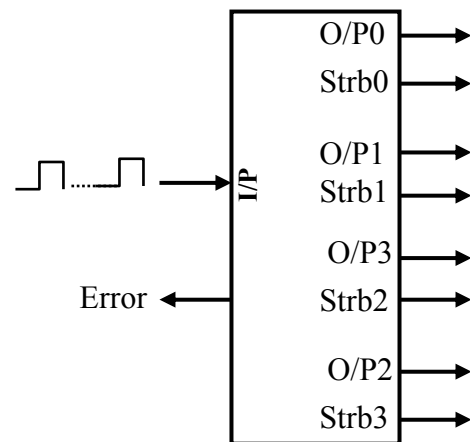 O/P0
Strb0
O/P1
I/P
Strb1
O/P3
Error
Strb2
O/P2
Strb3